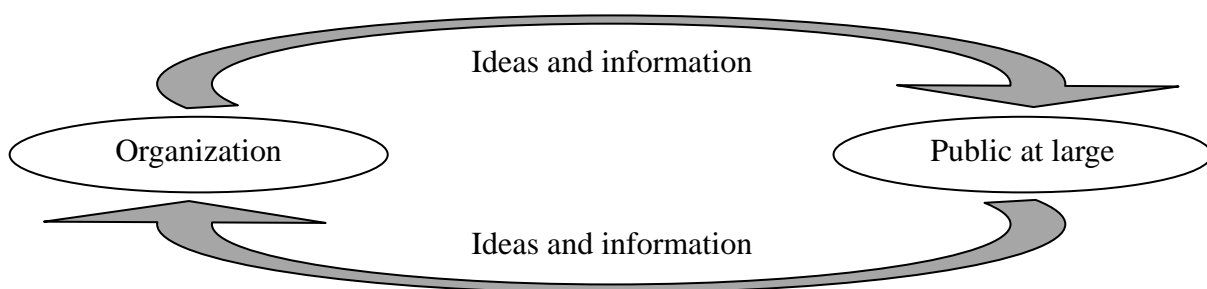 Ideas and information
Organization
Public at large
Ideas and information